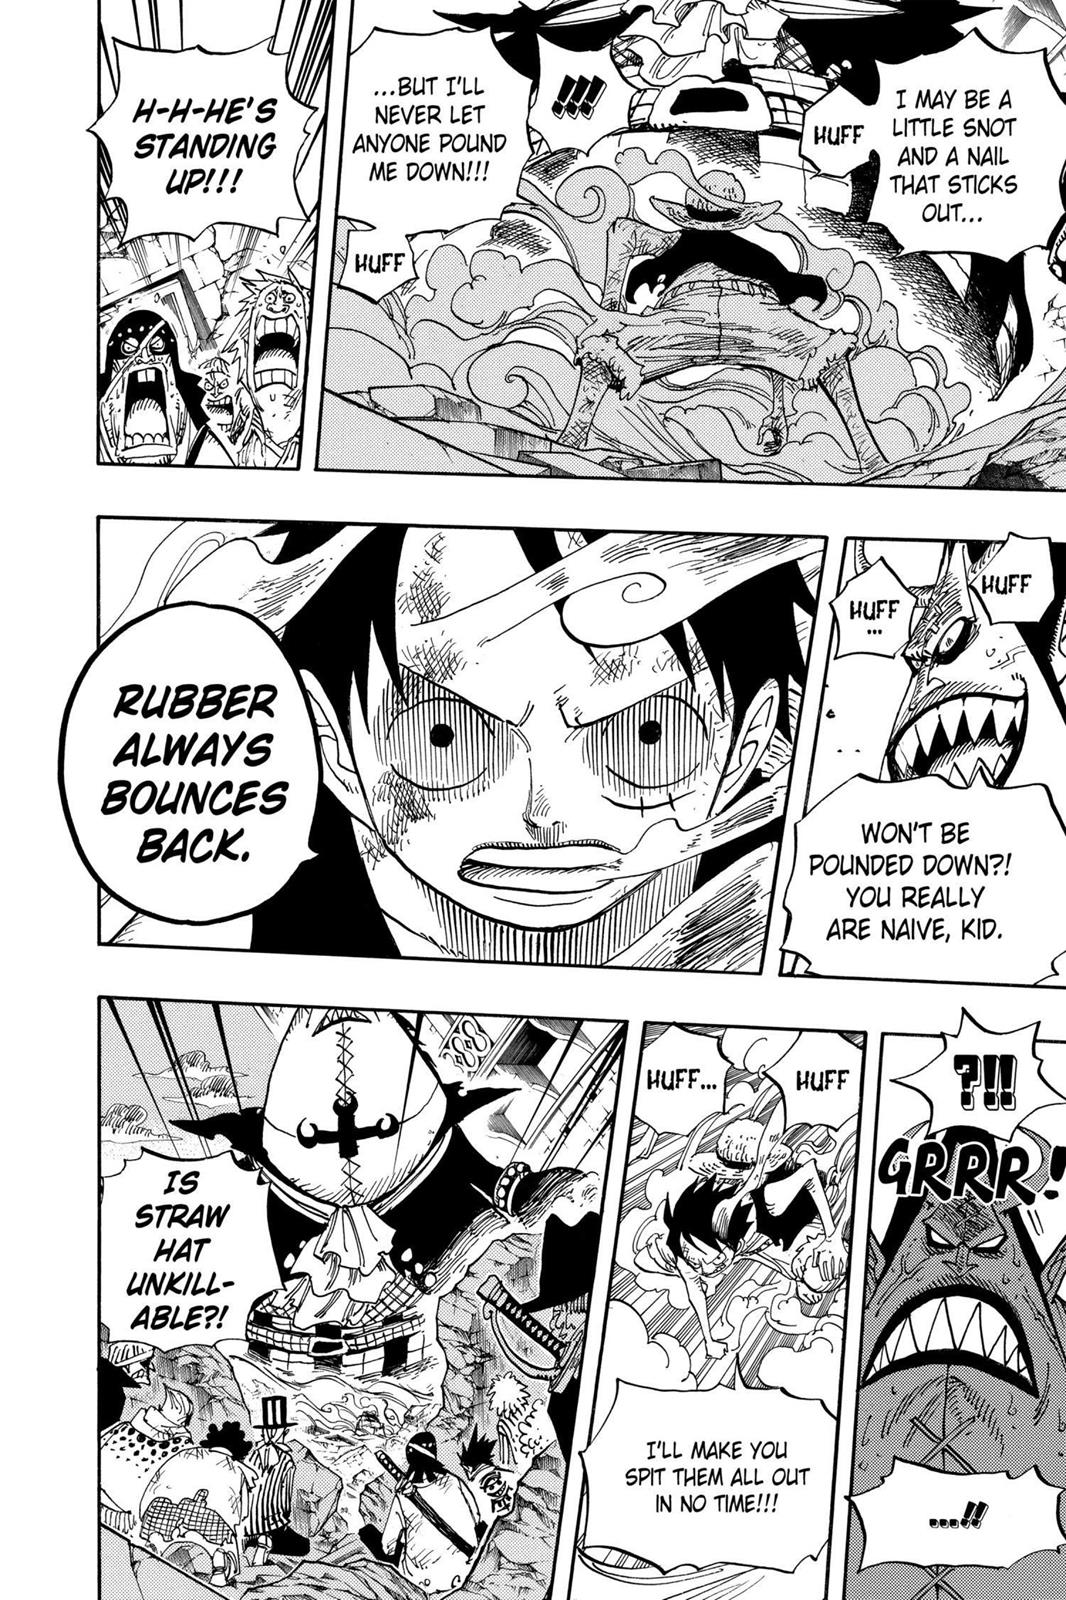 I MAY BE A
LITTLE SNOT
AND A NAIL
THAT STICKS
OUT...
HUFF
!!!
...BUT I'LL
NEVER LET
ANYONE POUND
ME DOWN!!!
HUFF
H-H-HE'S
STANDING
UP!!!
HUFF
HUFF
...
WON'T BE
POUNDED DOWN?!
YOU REALLY
ARE NAIVE, KID.
RUBBER
ALWAYS
BOUNCES
BACK.
?!!
GRRR!
....!!
HUFF
HUFF...
I'LL MAKE YOU
SPIT THEM ALL OUT
IN NO TIME!!!
IS
STRAW
HAT
UNKILL-
ABLE?!